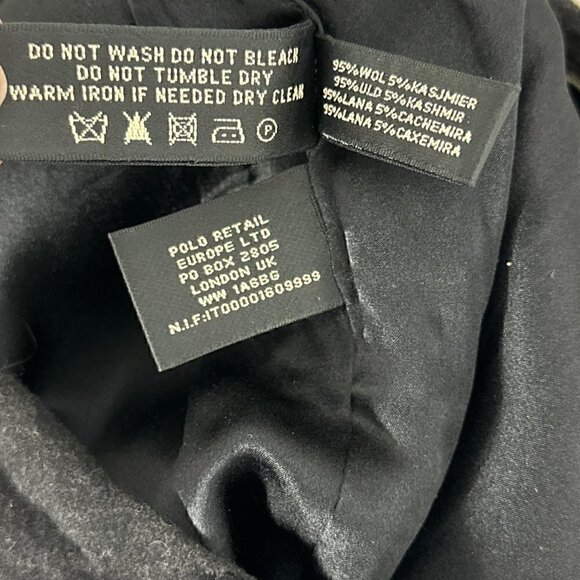 DO NOT WASH DO NOT BLEACH
DO NOT TUMBLE DRY
WARM IRON IF NEEDED DRY CLEAN
P
95%WOL 5%KASJMIER
95%ULD 5%KASHMIR
95%LANA 5%CACHEMIRA
95%LANA 5%CAXEMIRA
POLO RETAIL
EUROPE LTD
PO BOX 2805
LONDON UK
WW 1A6BG
N.I.F:IT00001609999